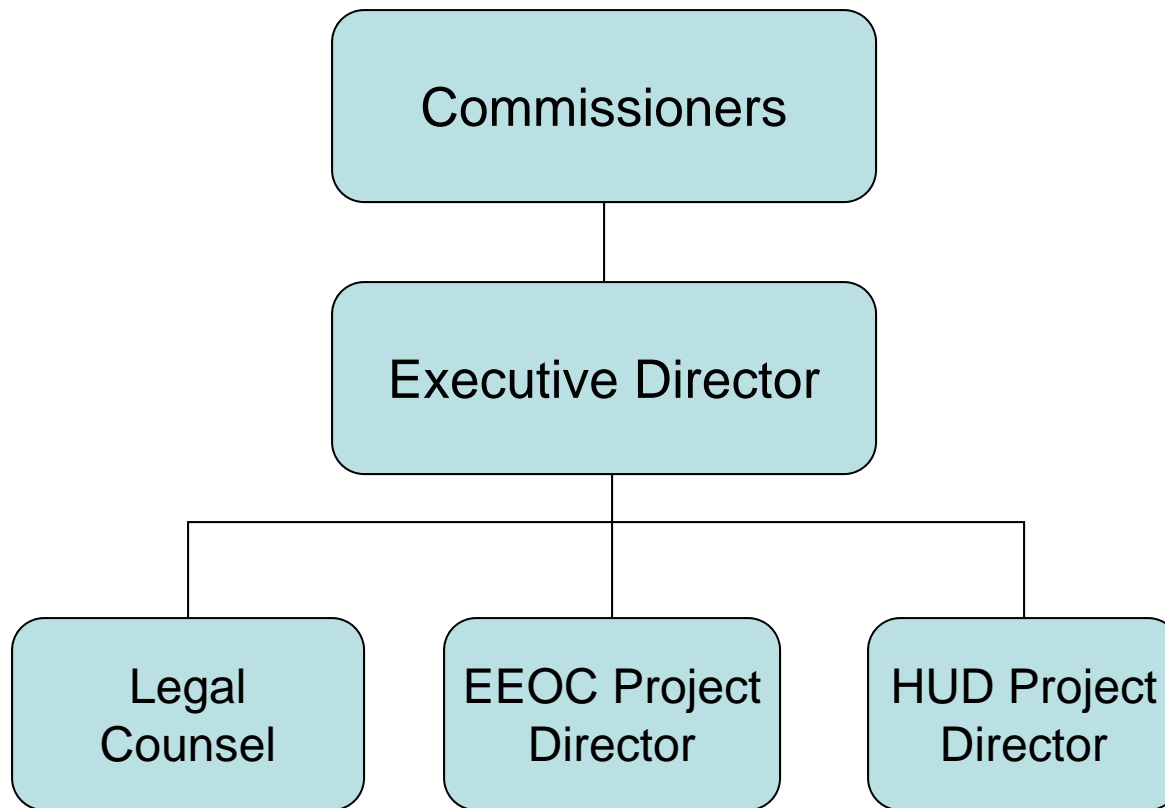 Commissioners
Executive Director
Legal
Counsel
EEOC Project
Director
HUD Project
Director